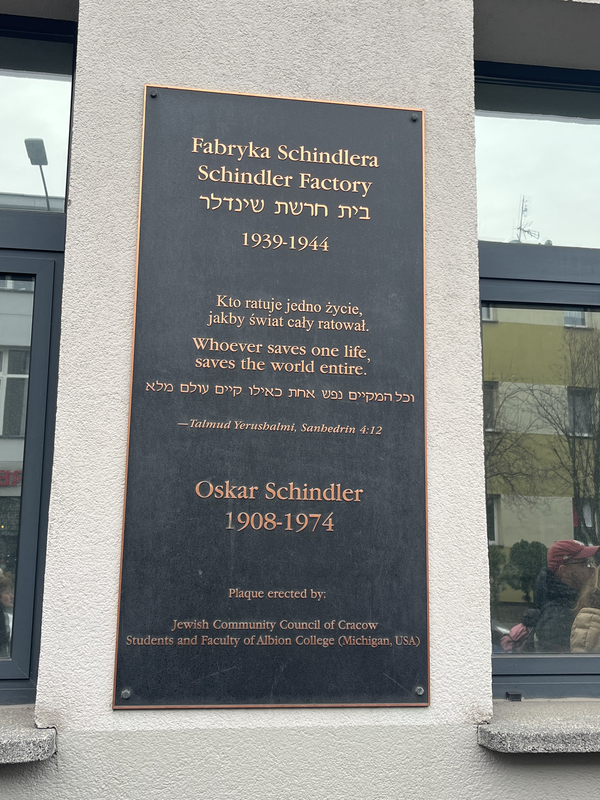 Fabryka Schindlera
Schindler Factory
בית חרשת שינדלר
1939-1944
Kto ratuje jedno życie,
jakby świat cały ratował.
Whoever saves one life,
saves the world entire.
וכל המקיים נפש אחת כאילו קיים עולם מלא
—Talmud Yerushalmi, Sanhedrin 4:12
Oskar Schindler
1908-1974
Plaque erected by:
Jewish Community Council of Cracow
Students and Faculty of Albion College (Michigan, USA)